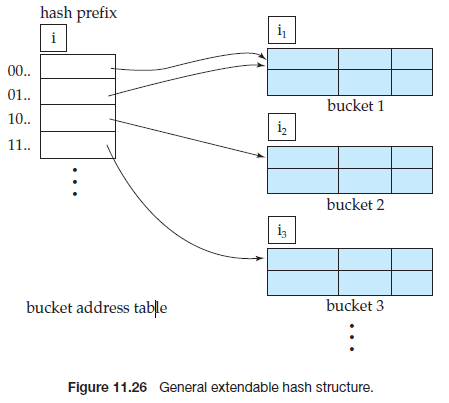 hash prefix
i
00..
01..
10..
11..
bucket address table
i₁
bucket 1
i₂
bucket 2
i₃
bucket 3
Figure 11.26 General extendable hash structure.